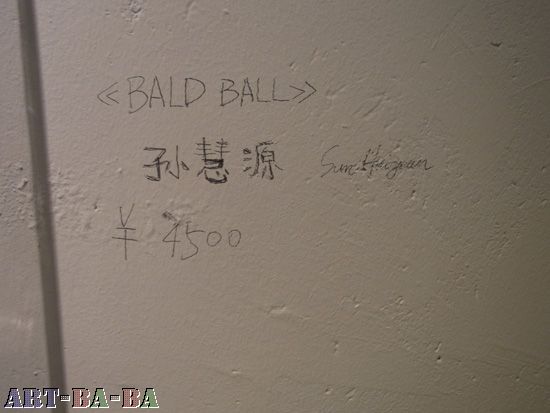 ≪BALD BALL≫
孙慧源 Sun Huiyuan
¥ 4500
ART-BA-BA